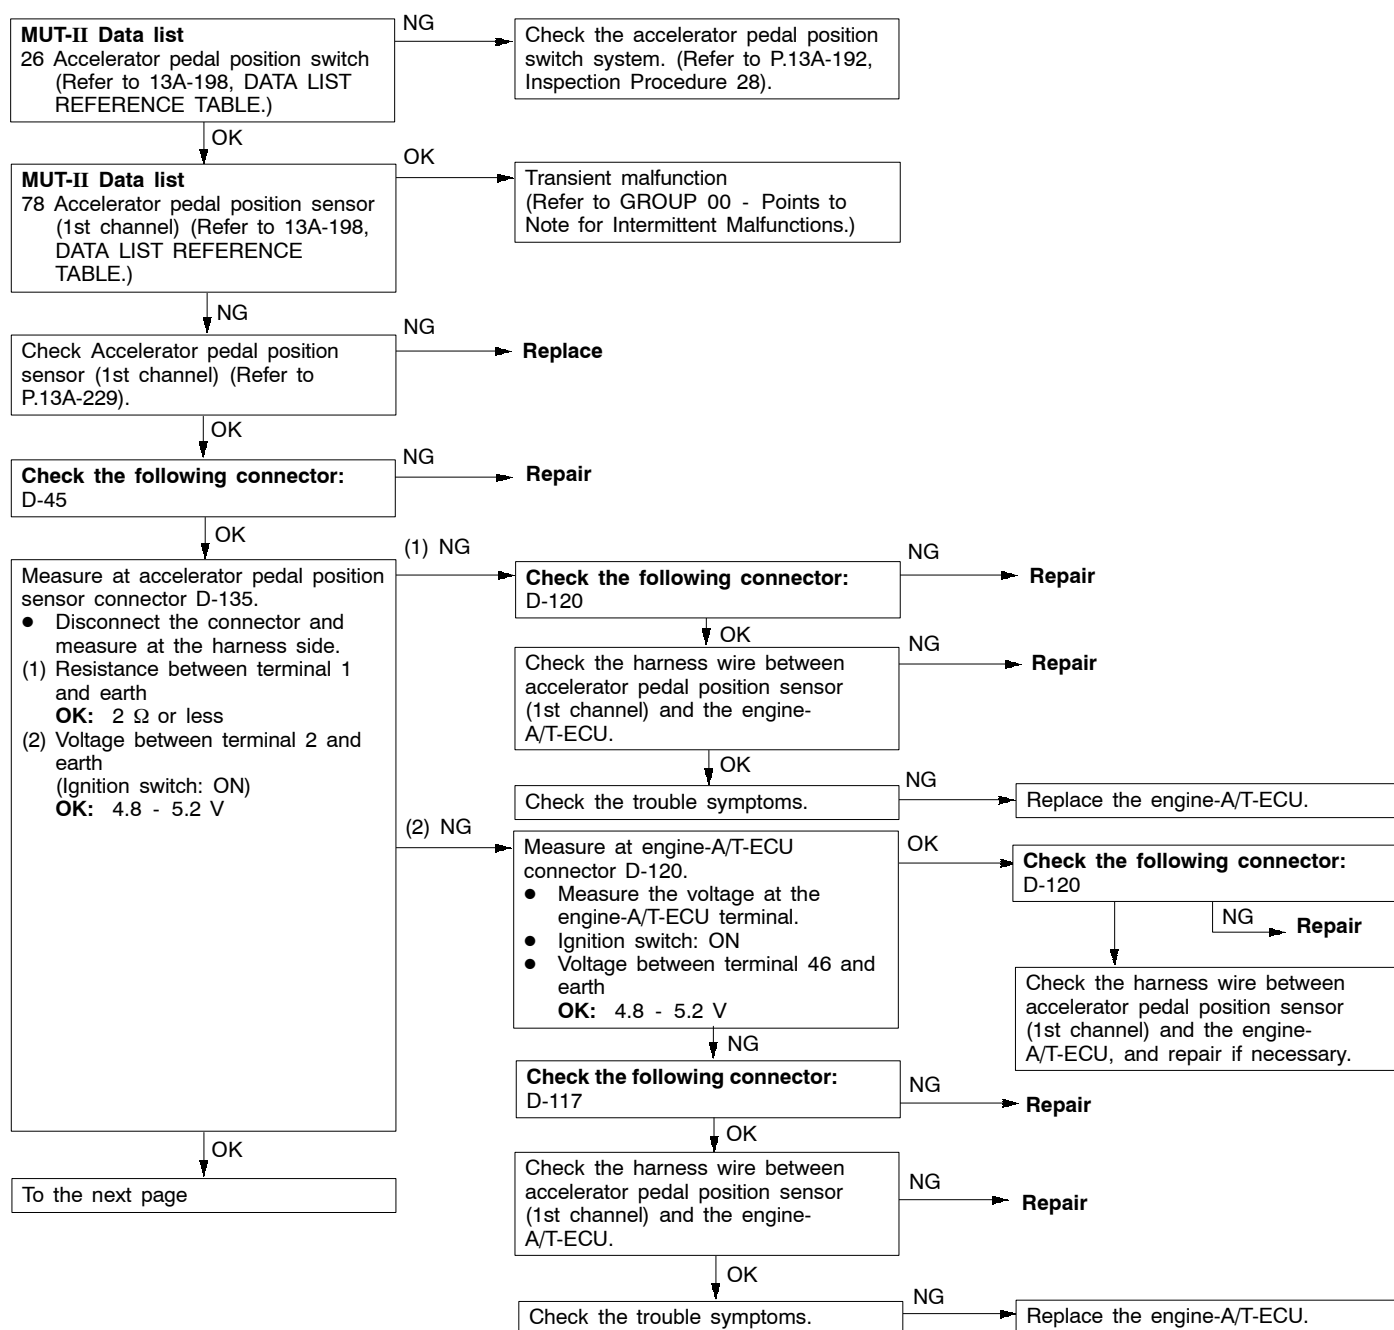 MUT-II Data list
26 Accelerator pedal position switch
(Refer to 13A-198, DATA LIST
REFERENCE TABLE.)
NG
Check the accelerator pedal position
switch system. (Refer to P.13A-192,
Inspection Procedure 28).
OK
MUT-II Data list
78 Accelerator pedal position sensor
(1st channel) (Refer to 13A-198,
DATA LIST REFERENCE
TABLE.)
OK
Transient malfunction
(Refer to GROUP 00 - Points to
Note for Intermittent Malfunctions.)
NG
Check Accelerator pedal position
sensor (1st channel) (Refer to
P.13A-229).
NG
Replace
OK
Check the following connector:
D-45
NG
Repair
OK
Measure at accelerator pedal position
sensor connector D-135.
● Disconnect the connector and
measure at the harness side.
(1) Resistance between terminal 1
and earth
OK: 2 Ω or less
(2) Voltage between terminal 2 and
earth
(Ignition switch: ON)
OK: 4.8 - 5.2 V
(1) NG
Check the following connector:
D-120
NG
Repair
OK
Check the harness wire between
accelerator pedal position sensor
(1st channel) and the engine-
A/T-ECU.
NG
Repair
OK
Check the trouble symptoms.
NG
Replace the engine-A/T-ECU.
(2) NG
Measure at engine-A/T-ECU
connector D-120.
● Measure the voltage at the
engine-A/T-ECU terminal.
● Ignition switch: ON
● Voltage between terminal 46 and
earth
OK: 4.8 - 5.2 V
OK
Check the following connector:
D-120
NG
Repair
Check the harness wire between
accelerator pedal position sensor
(1st channel) and the engine-
A/T-ECU, and repair if necessary.
NG
Check the following connector:
D-117
NG
Repair
OK
Check the harness wire between
accelerator pedal position sensor
(1st channel) and the engine-
A/T-ECU.
NG
Repair
OK
Check the trouble symptoms.
NG
Replace the engine-A/T-ECU.
OK
To the next page